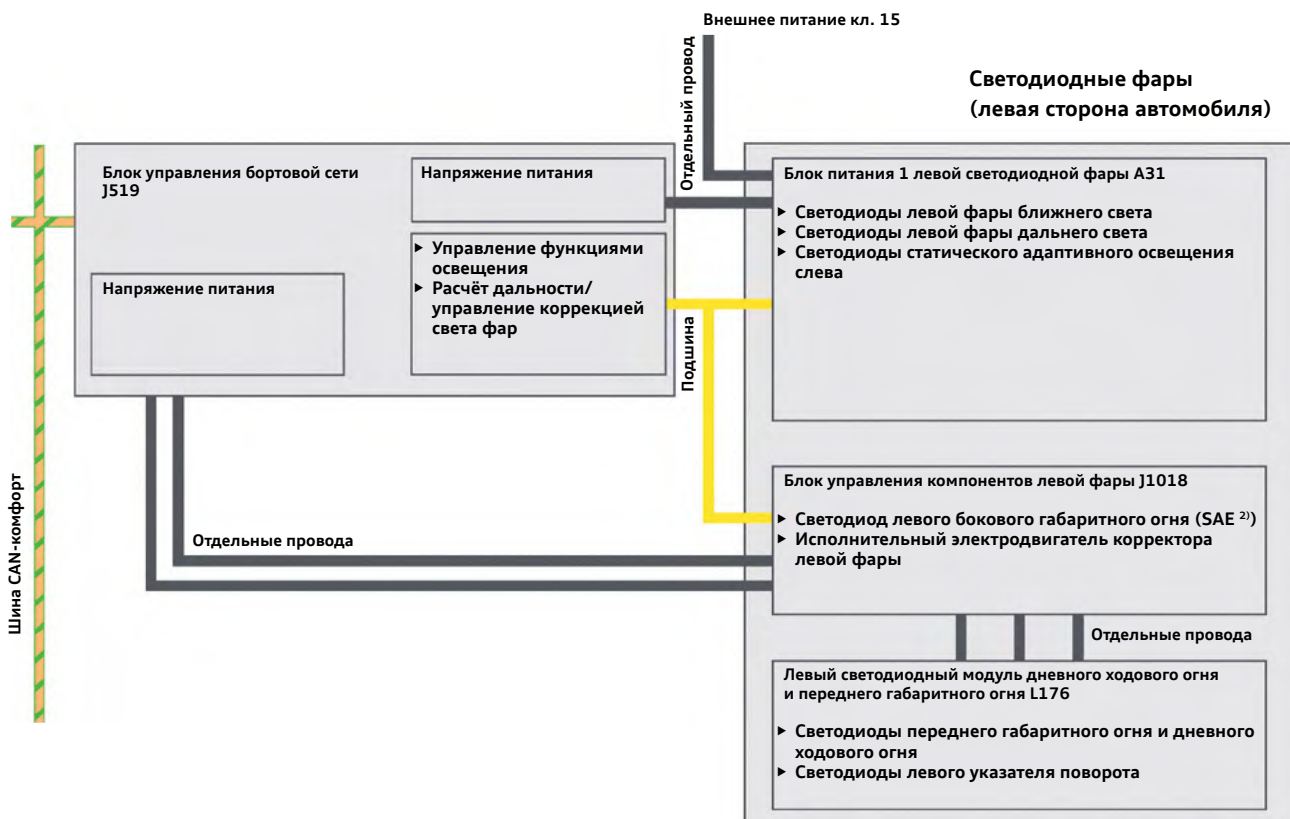 Внешнее питание кл. 15
Отдельный провод
Светодиодные фары
(левая сторона автомобиля)
Блок управления бортовой сети
J519
Напряжение питания
Напряжение питания
▶ Управление функциями
освещения
▶ Расчёт дальности/
управление коррекцией
света фар
Блок питания 1 левой светодиодной фары A31
▶ Светодиоды левой фары ближнего света
▶ Светодиоды левой фары дальнего света
▶ Светодиоды статического адаптивного освещения
слева
Подшина
Шина CAN-комфорт
Отдельные провода
Блок управления компонентов левой фары J1018
▶ Светодиод левого бокового габаритного огня (SAE ²⁾)
▶ Исполнительный электродвигатель корректора
левой фары
Отдельные провода
Левый светодиодный модуль дневного ходового огня
и переднего габаритного огня L176
▶ Светодиоды переднего габаритного огня и дневного
ходового огня
▶ Светодиоды левого указателя поворота